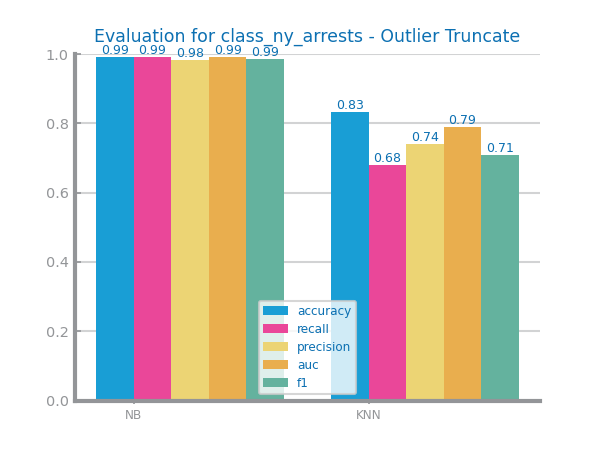 Evaluation for class_ny_arrests - Outlier Truncate
1.0
0.8
0.6
0.4
0.2
0.0
0.99 0.99 0.98 0.99 0.99
0.83 0.68 0.74 0.79 0.71
accuracy
recall
precision
auc
f1
NB KNN